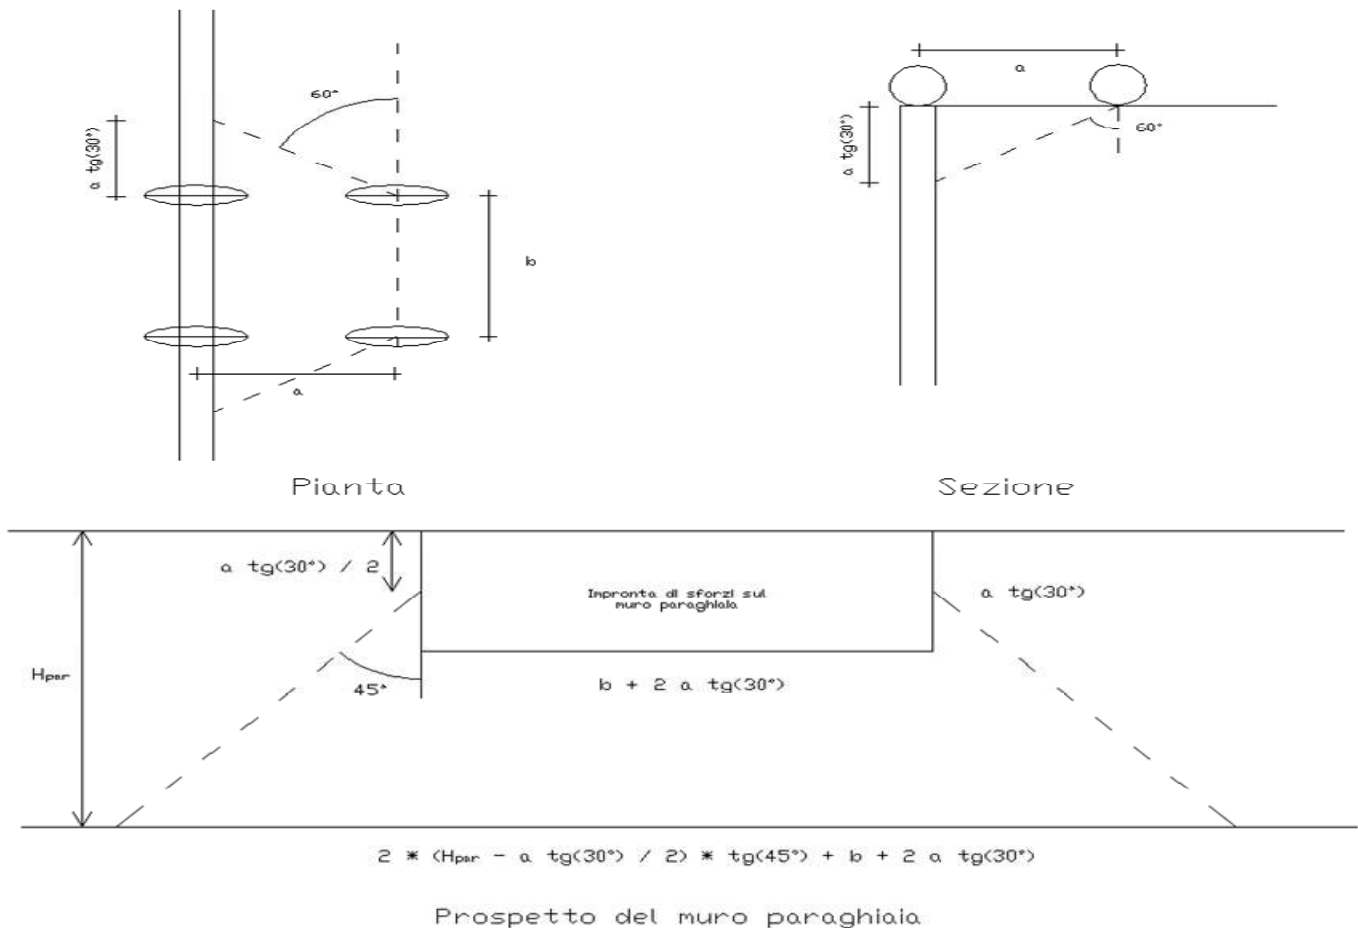 60°
a tg(30°)
b
a
Pianta
a
a tg(30°)
60°
Sezione
a tg(30°) / 2
Impronta di sforzi sul
muro paraghiaia
a tg(30°)
Hpar
45°
b + 2 a tg(30°)
2 * (Hpar - a tg(30°) / 2) * tg(45°) + b + 2 a tg(30°)
Prospetto del muro paraghiaia